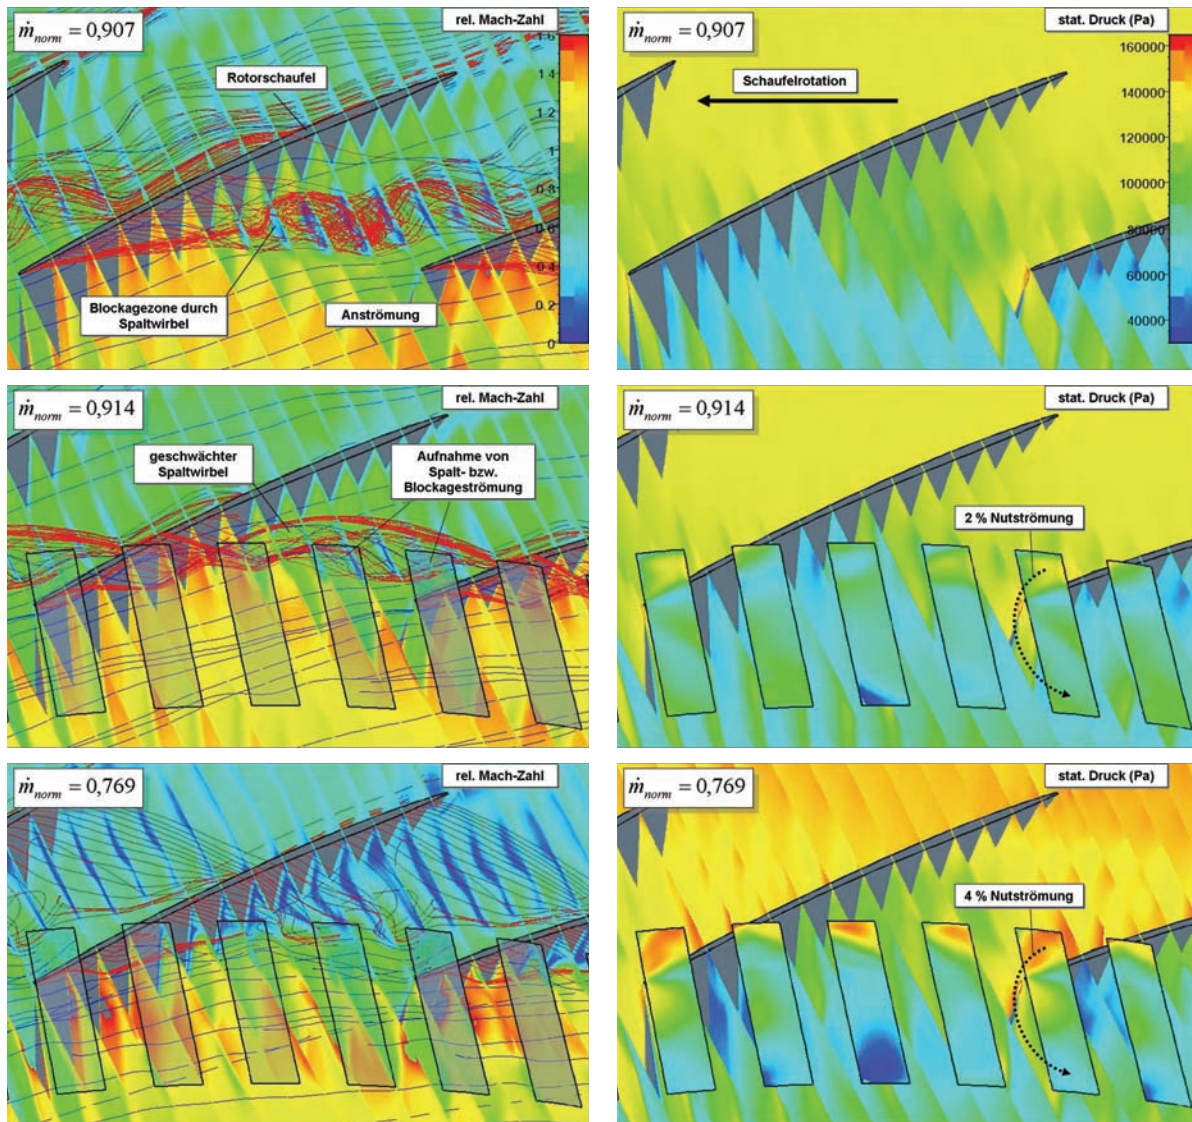 ṁnorm = 0,907
rel. Mach-Zahl
1.6
1 4
1 2
1
0 8
0 6
0 4
0 2
0
Rotorschaufel
Blockagezone durch
Spaltwirbel
Anströmung
ṁnorm = 0,907
stat. Druck (Pa)
160000
140000
120000
100000
80000
60000
40000
Schaufelrotation
ṁnorm = 0,914
rel. Mach-Zahl
geschwächter
Spaltwirbel
Aufnahme von
Spalt- bzw.
Blockageströmung
ṁnorm = 0,914
stat. Druck (Pa)
2 % Nutströmung
ṁnorm = 0,769
rel. Mach-Zahl
ṁnorm = 0,769
stat. Druck (Pa)
4 % Nutströmung